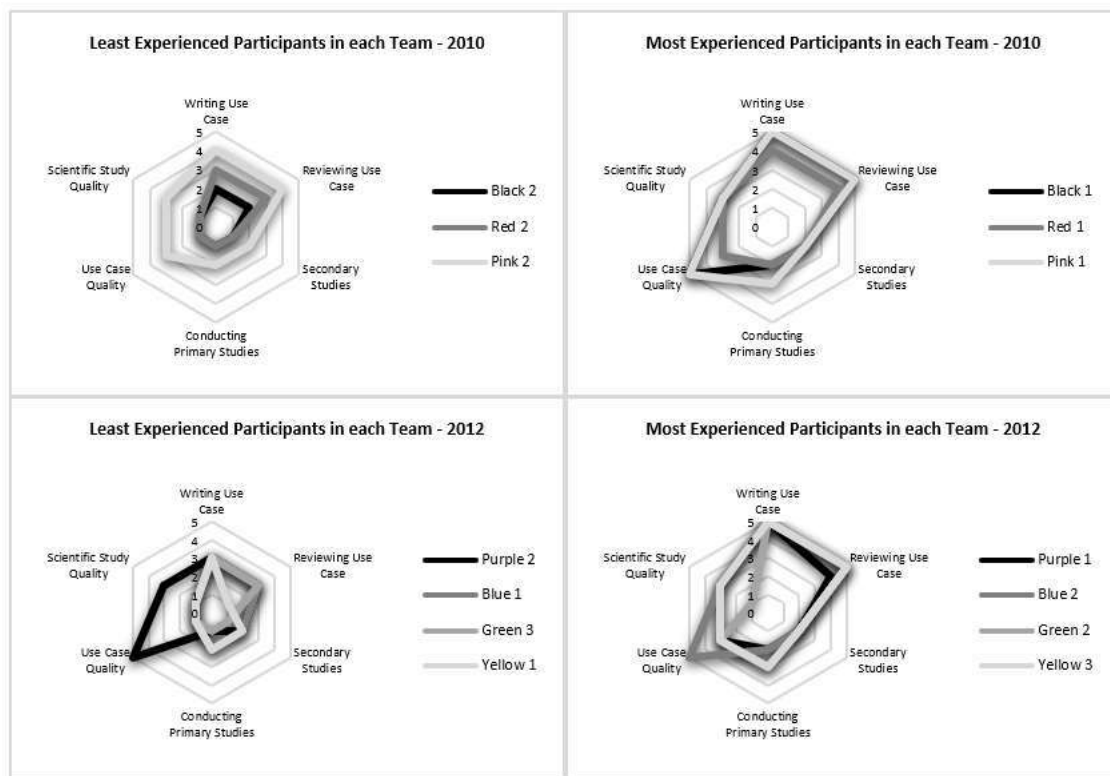 Least Experienced Participants in each Team - 2010
Writing Use
Case
5
4
3
2
1
0
Reviewing Use
Case
Secondary
Studies
Conducting
Primary Studies
Use Case
Quality
Scientific Study
Quality
Black 2
Red 2
Pink 2
Most Experienced Participants in each Team - 2010
Writing Use
Case
5
4
3
2
1
0
Reviewing Use
Case
Secondary
Studies
Conducting
Primary Studies
Use Case
Quality
Scientific Study
Quality
Black 1
Red 1
Pink 1
Least Experienced Participants in each Team - 2012
Writing Use
Case
5
4
3
2
1
0
Reviewing Use
Case
Secondary
Studies
Conducting
Primary Studies
Use Case
Quality
Scientific Study
Quality
Purple 2
Blue 1
Green 3
Yellow 1
Most Experienced Participants in each Team - 2012
Writing Use
Case
5
4
3
2
1
0
Reviewing Use
Case
Secondary
Studies
Conducting
Primary Studies
Use Case
Quality
Scientific Study
Quality
Purple 1
Blue 2
Green 2
Yellow 3